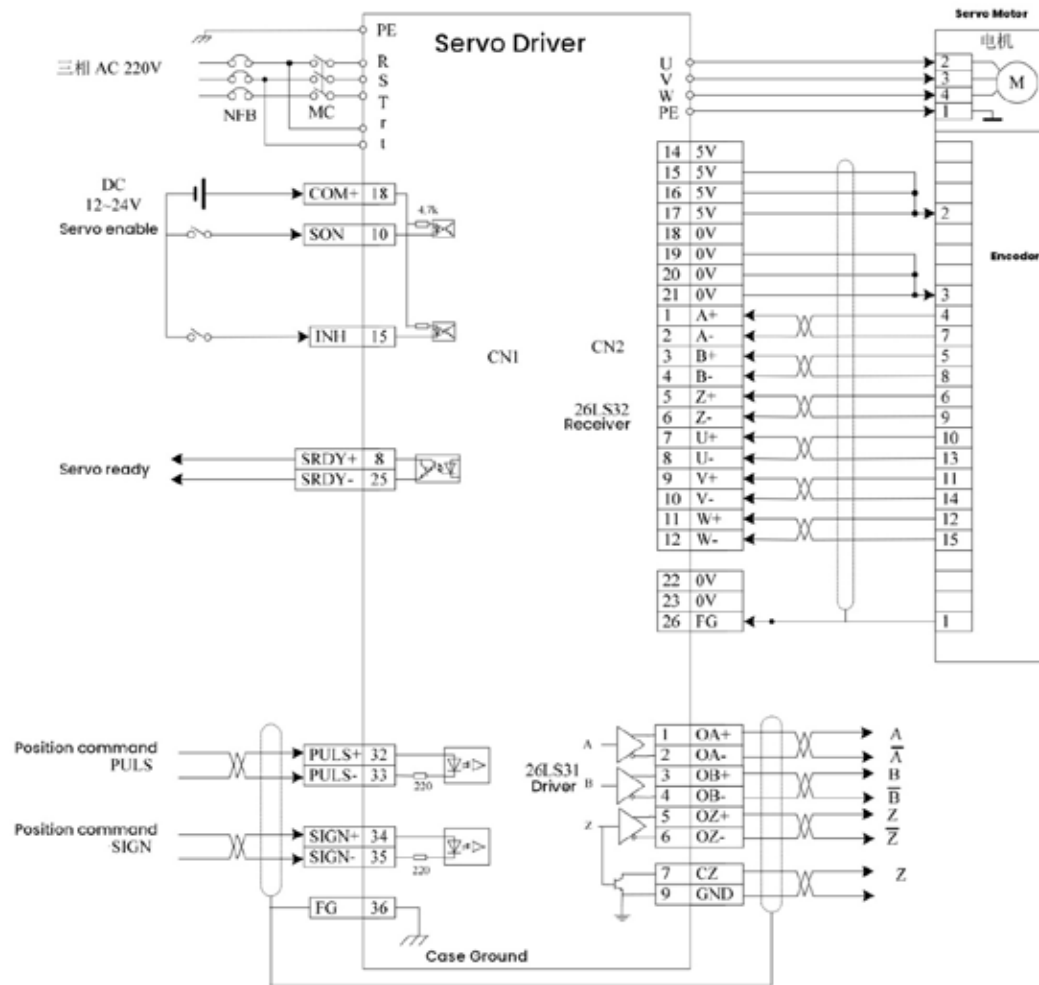 Servo Motor
电机
M
2
3
4
1
Servo Driver
PE
三相 AC 220V
R
S
T
r
t
NFB
MC
U
V
W
PE
DC
12~24V
COM+ 18
4.7k
Servo enable
SON 10
INH 15
CN1
CN2
14 5V
15 5V
16 5V
17 5V
18 0V
19 0V
20 0V
21 0V
1 A+
2 A-
3 B+
4 B-
5 Z+
6 Z-
7 U+
8 U-
9 V+
10 V-
11 W+
12 W-
22 0V
23 0V
26 FG
26LS32
Receiver
2
Encoder
3
4
7
5
8
6
9
10
13
11
14
12
15
1
Servo ready
SRDY+ 8
SRDY- 25
Position command
PULS
PULS+ 32
PULS- 33
220
Position command
SIGN
SIGN+ 34
SIGN- 35
220
FG 36
Case Ground
A
B
Z
26LS31
Driver
1 OA+
2 OA-
3 OB+
4 OB-
5 OZ+
6 OZ-
7 CZ
9 GND
A
A̅
B
B̅
Z
Z̅
Z